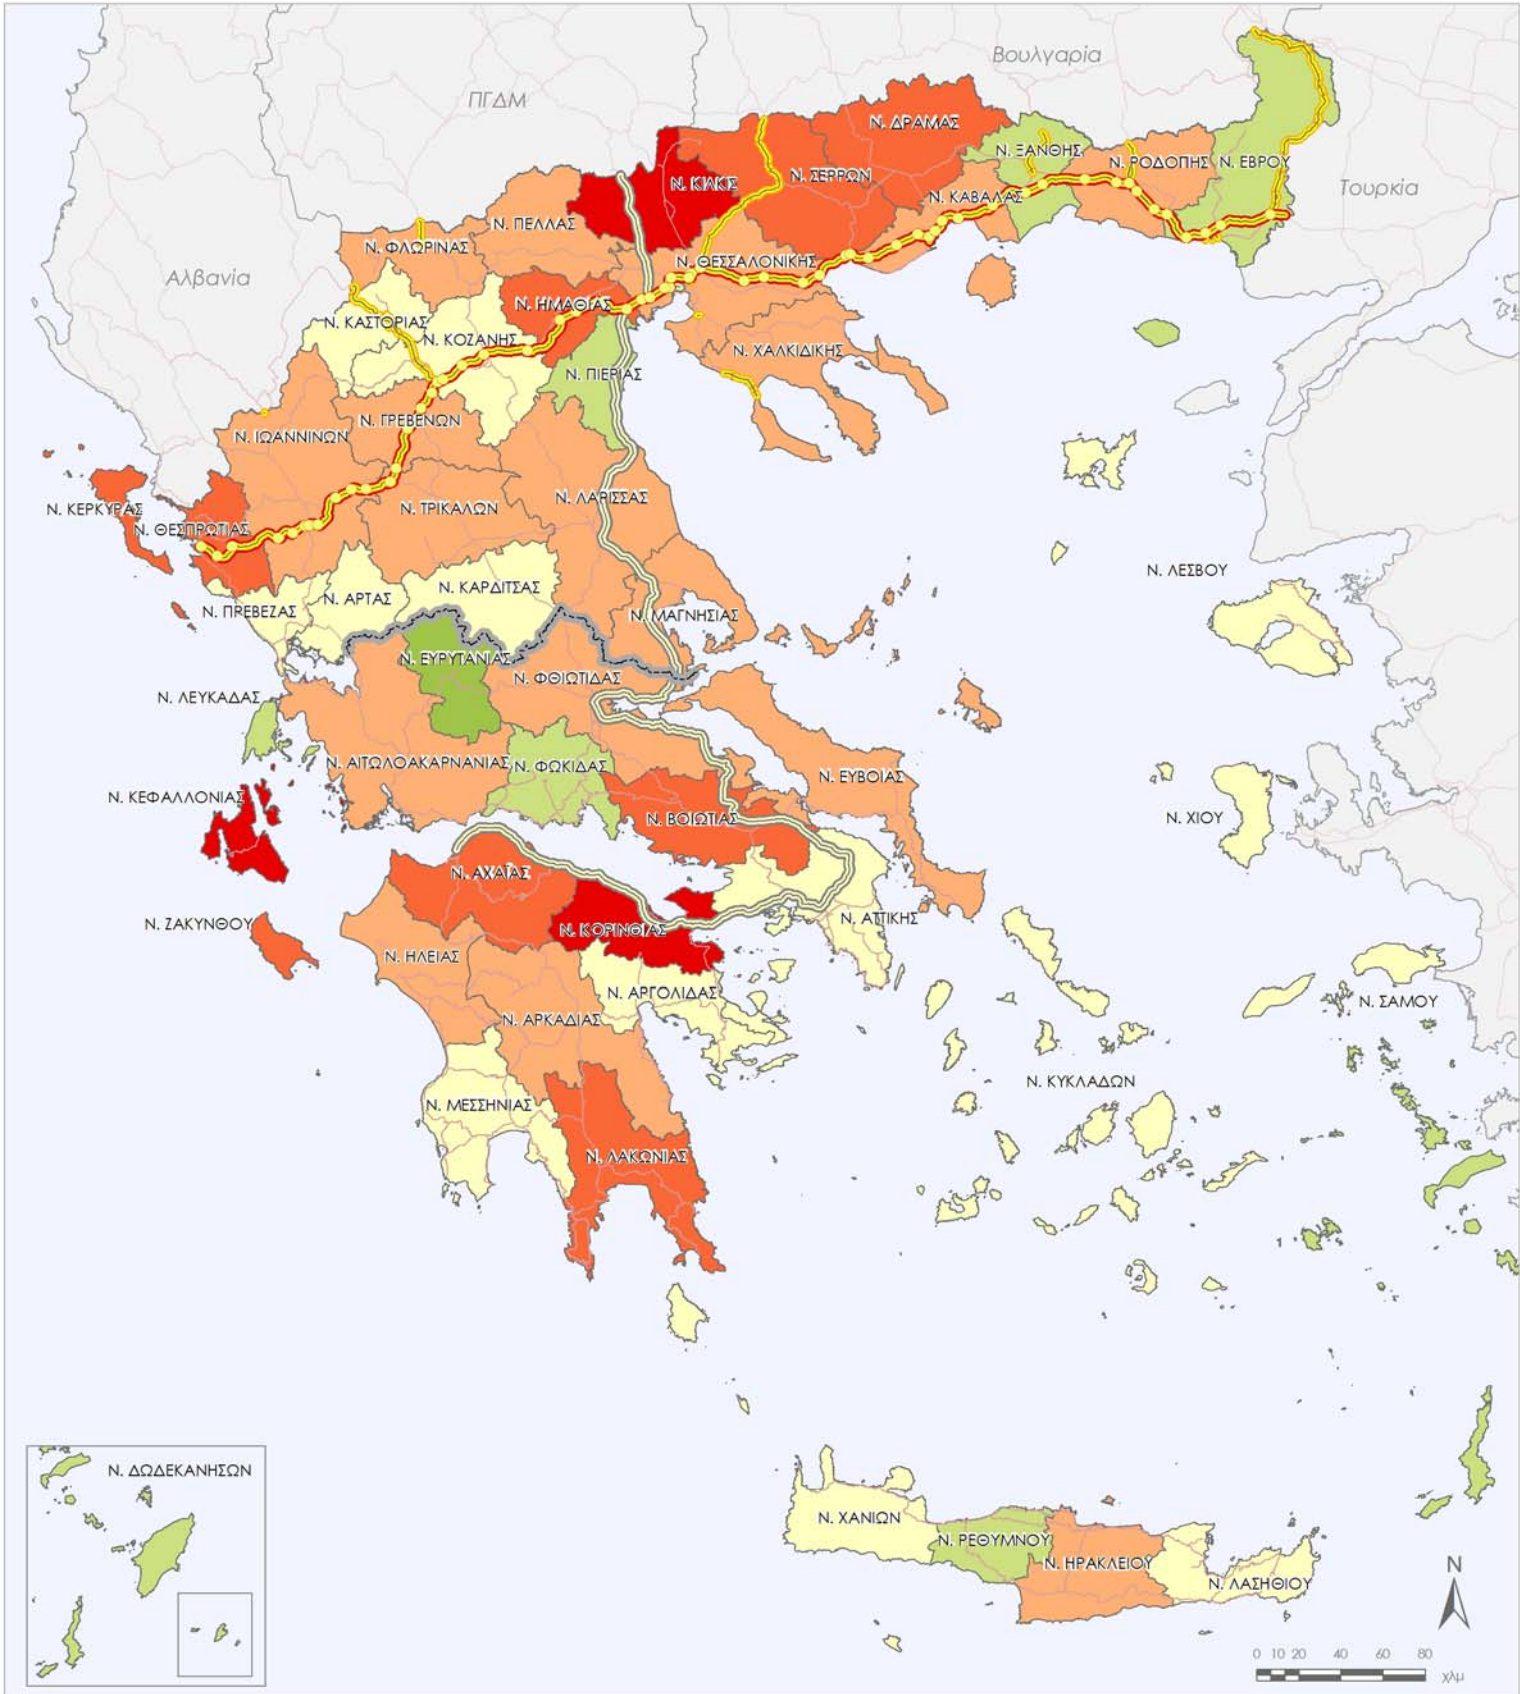 Βουλγαρία
ΠΓΔΜ
Τουρκία
Αλβανία
Ν. ΔΡΑΜΑΣ
Ν. ΞΑΝΘΗΣ
Ν. ΡΟΔΟΠΗΣ
Ν. ΕΒΡΟΥ
Ν. ΣΕΡΡΩΝ
Ν. ΚΙΛΚΙΣ
Ν. ΚΑΒΑΛΑΣ
Ν. ΠΕΛΛΑΣ
Ν. ΦΛΩΡΙΝΑΣ
Ν. ΘΕΣΣΑΛΟΝΙΚΗΣ
Ν. ΗΜΑΘΙΑΣ
Ν. ΚΑΣΤΟΡΙΑΣ
Ν. ΚΟΖΑΝΗΣ
Ν. ΧΑΛΚΙΔΙΚΗΣ
Ν. ΠΙΕΡΙΑΣ
Ν. ΓΡΕΒΕΝΩΝ
Ν. ΙΩΑΝΝΙΝΩΝ
Ν. ΛΑΡΙΣΣΑΣ
Ν. ΤΡΙΚΑΛΩΝ
Ν. ΚΕΡΚΥΡΑΣ
Ν. ΘΕΣΠΡΩΤΙΑΣ
Ν. ΛΕΣΒΟΥ
Ν. ΚΑΡΔΙΤΣΑΣ
Ν. ΑΡΤΑΣ
Ν. ΠΡΕΒΕΖΑΣ
Ν. ΜΑΓΝΗΣΙΑΣ
Ν. ΕΥΡΥΤΑΝΙΑΣ
Ν. ΦΘΙΩΤΙΔΑΣ
Ν. ΛΕΥΚΑΔΑΣ
Ν. ΑΙΤΩΛΟΑΚΑΡΝΑΝΙΑΣ
Ν. ΦΩΚΙΔΑΣ
Ν. ΕΥΒΟΙΑΣ
Ν. ΚΕΦΑΛΛΟΝΙΑΣ
Ν. ΒΟΙΩΤΙΑΣ
Ν. ΧΙΟΥ
Ν. ΑΧΑΪΑΣ
Ν. ΑΤΤΙΚΗΣ
Ν. ΖΑΚΥΝΘΟΥ
Ν. ΚΟΡΙΝΘΙΑΣ
Ν. ΗΛΕΙΑΣ
Ν. ΑΡΓΟΛΙΔΑΣ
Ν. ΣΑΜΟΥ
Ν. ΑΡΚΑΔΙΑΣ
Ν. ΚΥΚΛΑΔΩΝ
Ν. ΜΕΣΣΗΝΙΑΣ
Ν. ΛΑΚΩΝΙΑΣ
Ν. ΔΩΔΕΚΑΝΗΣΩΝ
Ν. ΧΑΝΙΩΝ
Ν. ΡΕΘΥΜΝΟΥ
Ν. ΗΡΑΚΛΕΙΟΥ
Ν. ΛΑΣΗΘΙΟΥ
N
0 10 20 40 60 80
χλμ